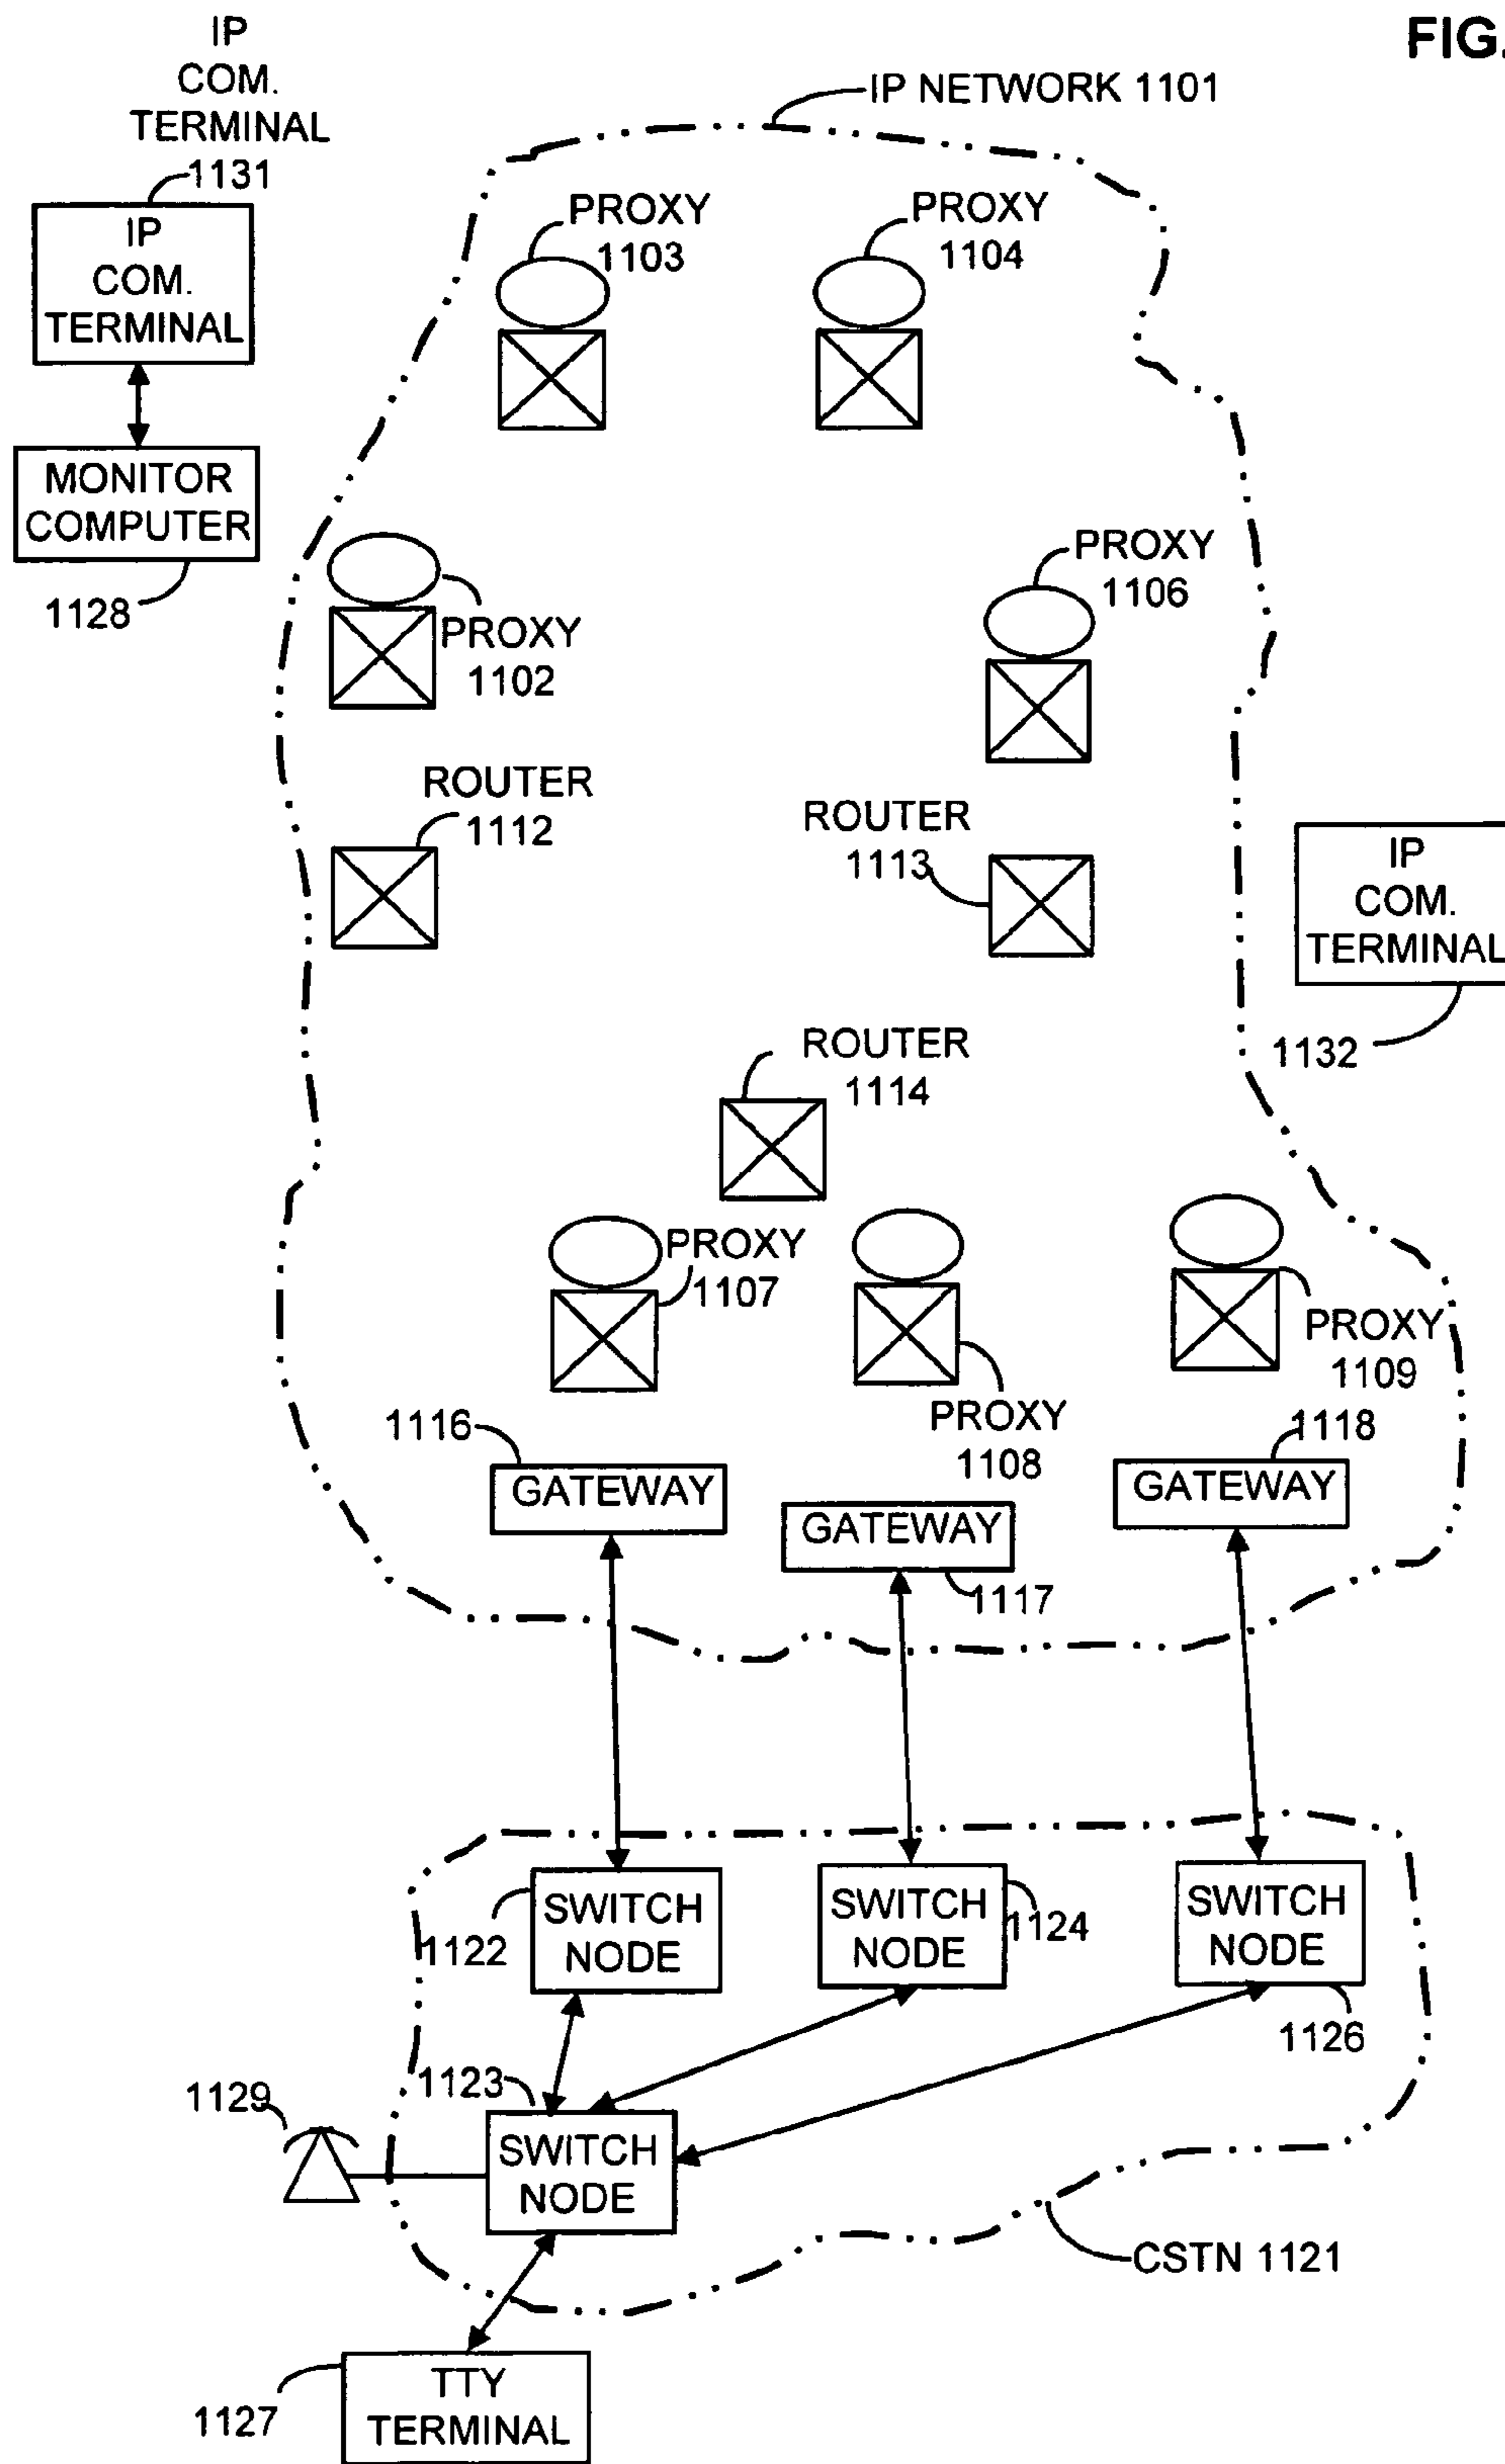 FIG.
IP
COM.
TERMINAL
1131
IP NETWORK 1101
IP
COM.
TERMINAL
PROXY
1103
PROXY
1104
MONITOR
COMPUTER
1128
PROXY
1102
PROXY
1106
ROUTER
1112
ROUTER
1113
IP
COM.
TERMINAL
1132
ROUTER
1114
PROXY
1107
PROXY
1108
PROXY
1109
1116
GATEWAY
GATEWAY
1117
1118
GATEWAY
1122
SWITCH
NODE
SWITCH
NODE
1124
SWITCH
NODE
1126
1123
1129
SWITCH
NODE
CSTN 1121
1127
TTY
TERMINAL